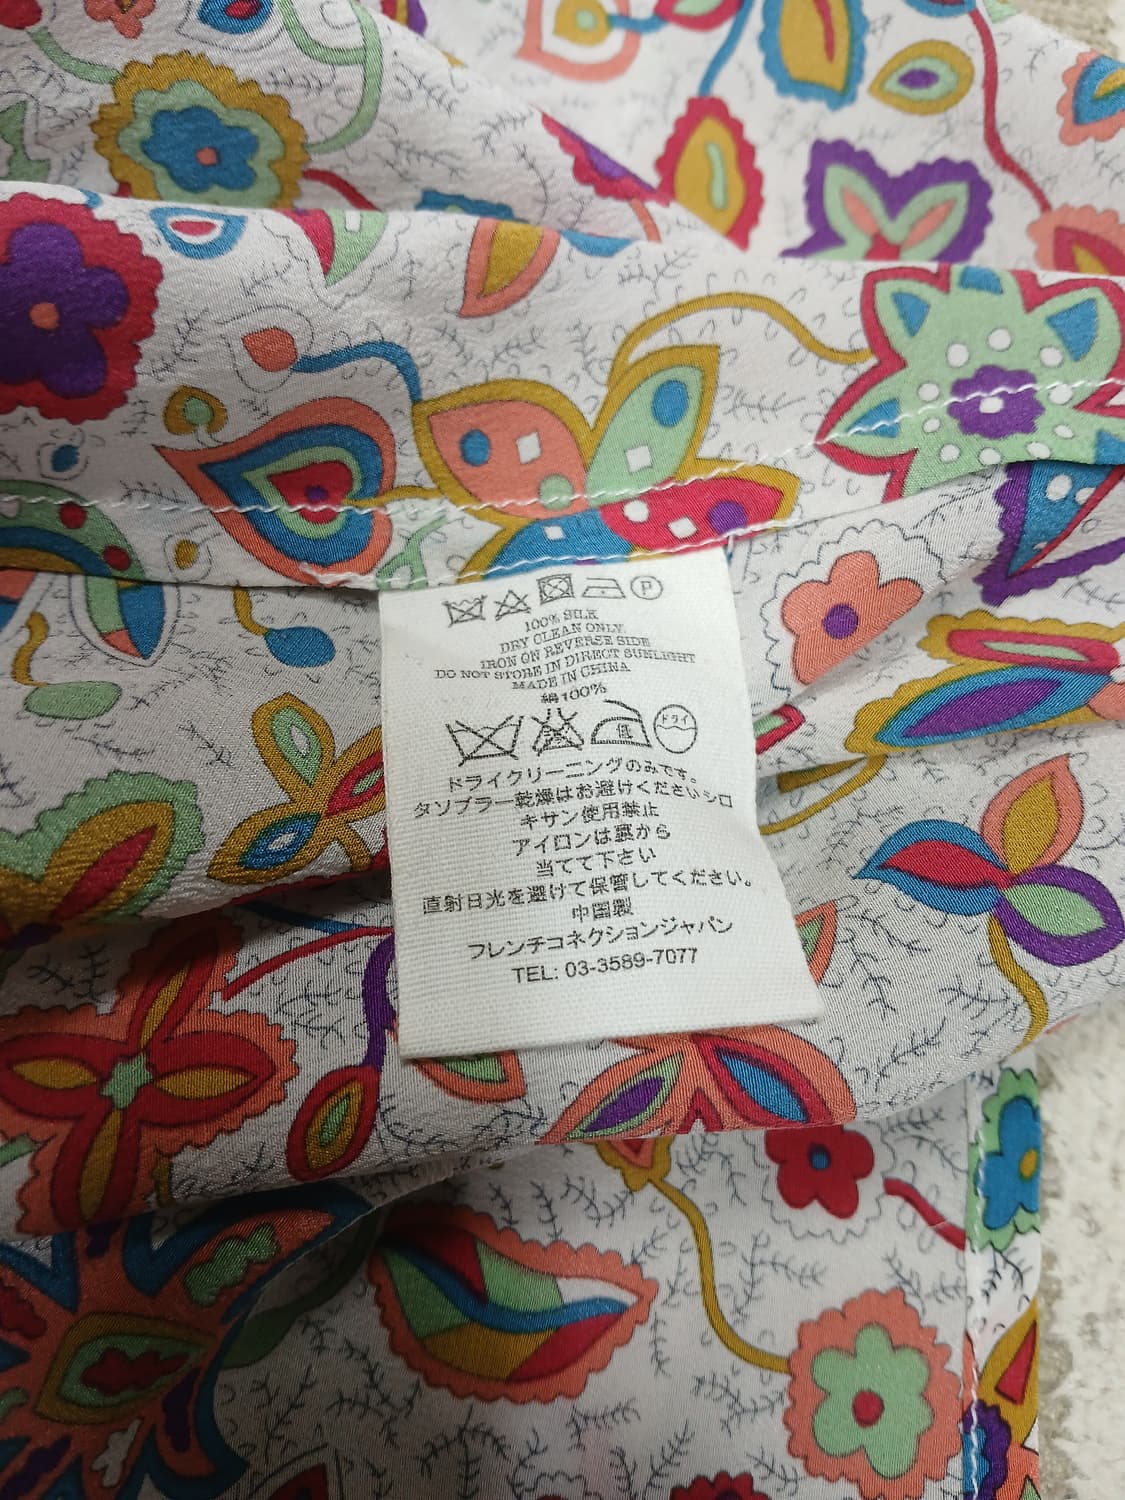 P
100% SILK
DRY CLEAN ONLY
IRON ON REVERSE SIDE
DO NOT STORE IN DIRECT SUNLIGHT
MADE IN CHINA
絹100%
低 ドライ
ドライクリーニングのみです。
タンブラー乾燥はお避けくださいシロ
キサン使用禁止
アイロンは裏から
当てて下さい
直射日光を避けて保管してください。
中国製
フレンチコネクションジャパン
TEL: 03-3589-7077